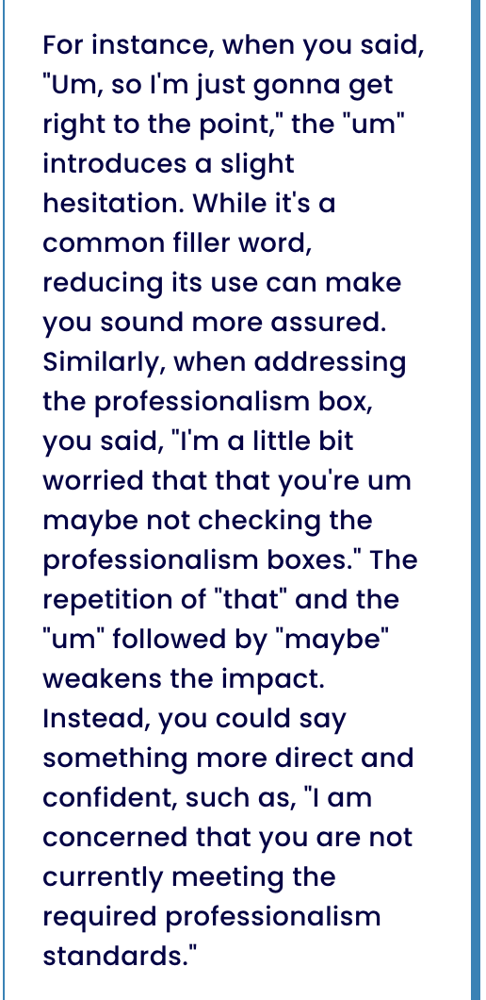 For instance, when you said,
"Um, so I'm just gonna get
right to the point," the "um"
introduces a slight
hesitation. While it's a
common filler word,
reducing its use can make
you sound more assured.
Similarly, when addressing
the professionalism box,
you said, "I'm a little bit
worried that that you're um
maybe not checking the
professionalism boxes." The
repetition of "that" and the
"um" followed by "maybe"
weakens the impact.
Instead, you could say
something more direct and
confident, such as, "I am
concerned that you are not
currently meeting the
required professionalism
standards."